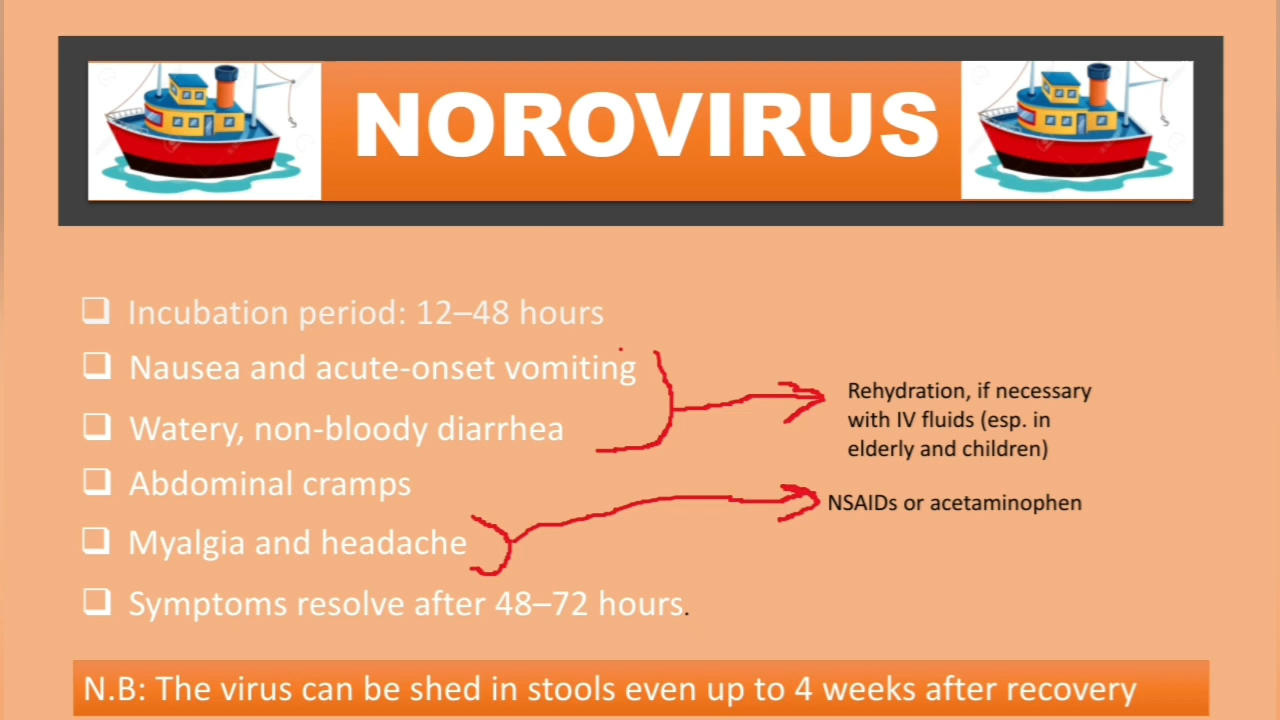 NOROVIRUS
Incubation period: 12–48 hours
Nausea and acute-onset vomiting
Watery, non-bloody diarrhea
Abdominal cramps
Myalgia and headache
Symptoms resolve after 48–72 hours.
Rehydration, if necessary
with IV fluids (esp. in
elderly and children)
NSAIDs or acetaminophen
N.B: The virus can be shed in stools even up to 4 weeks after recovery